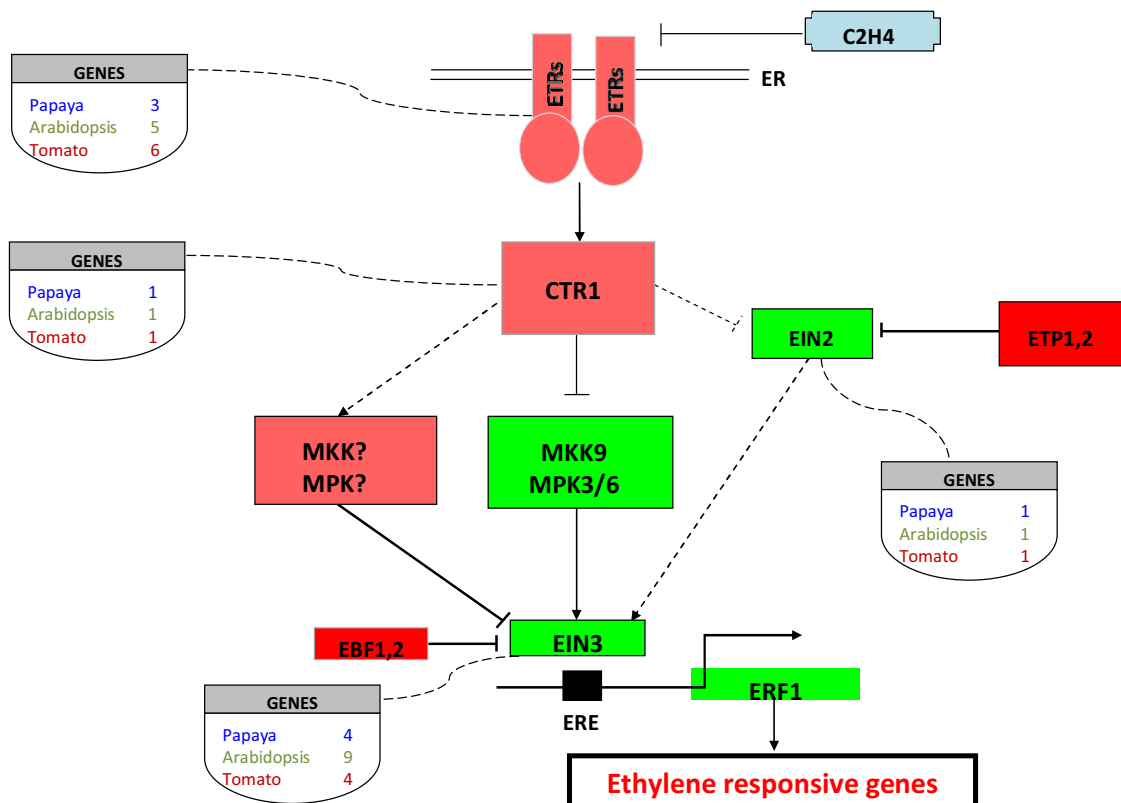 C2H4
ETRs
ETRs
ER
GENES
Papaya 3
Arabidopsis 5
Tomato 6
GENES
Papaya 1
Arabidopsis 1
Tomato 1
CTR1
EIN2
ETP1,2
MKK?
MPK?
MKK9
MPK3/6
GENES
Papaya 1
Arabidopsis 1
Tomato 1
EBF1,2
EIN3
ERE
ERF1
GENES
Papaya 4
Arabidopsis 9
Tomato 4
Ethylene responsive genes